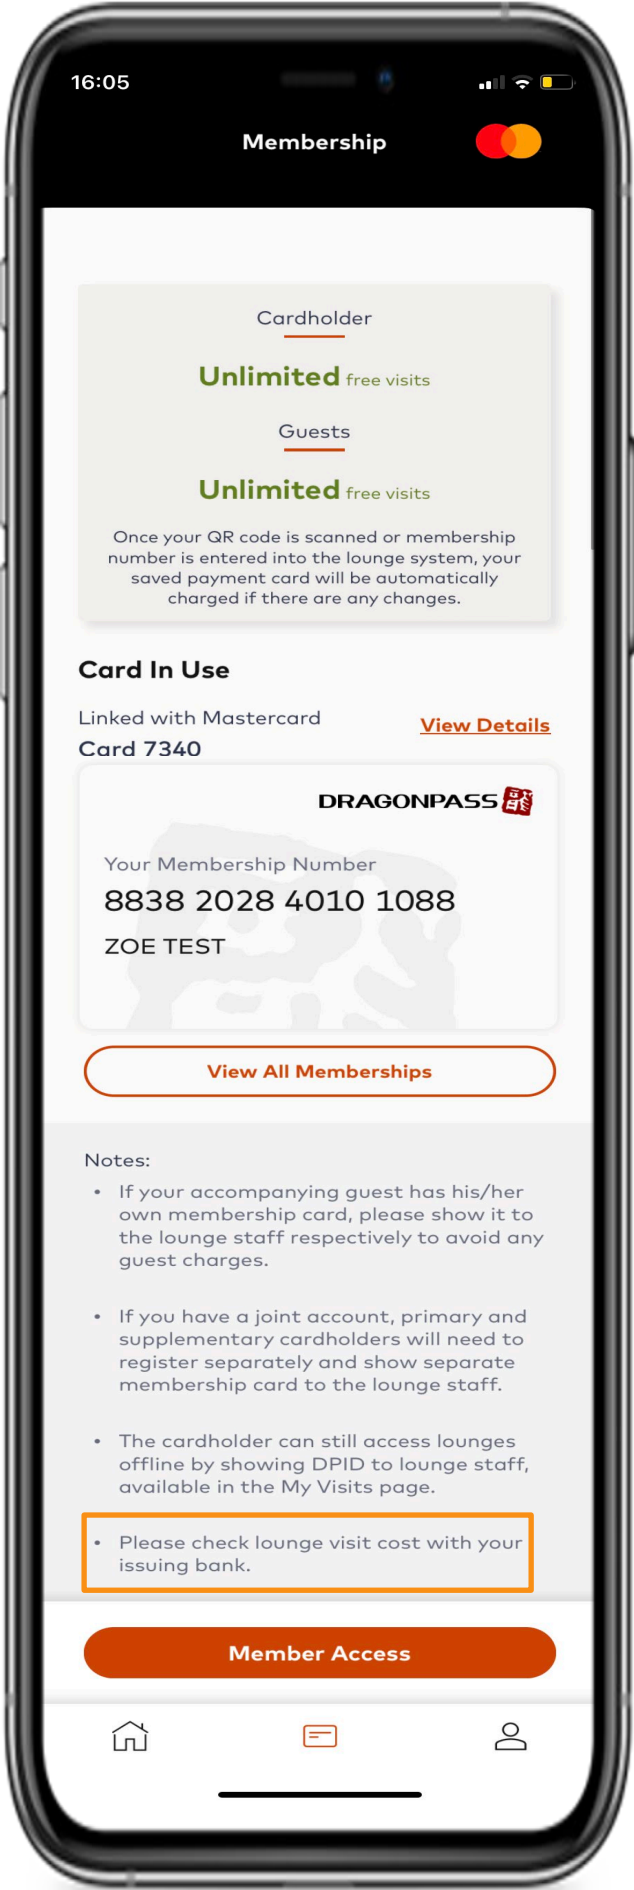 16:05
Membership
Cardholder
Unlimited free visits
Guests
Unlimited free visits
Once your QR code is scanned or membership
number is entered into the lounge system, your
saved payment card will be automatically
charged if there are any changes.
Card In Use
Linked with Mastercard
View Details
Card 7340
DRAGONPASS
Your Membership Number
8838 2028 4010 1088
ZOE TEST
View All Memberships
Notes:
• If your accompanying guest has his/her
own membership card, please show it to
the lounge staff respectively to avoid any
guest charges.
• If you have a joint account, primary and
supplementary cardholders will need to
register separately and show separate
membership card to the lounge staff.
• The cardholder can still access lounges
offline by showing DPID to lounge staff,
available in the My Visits page.
• Please check lounge visit cost with your
issuing bank.
Member Access